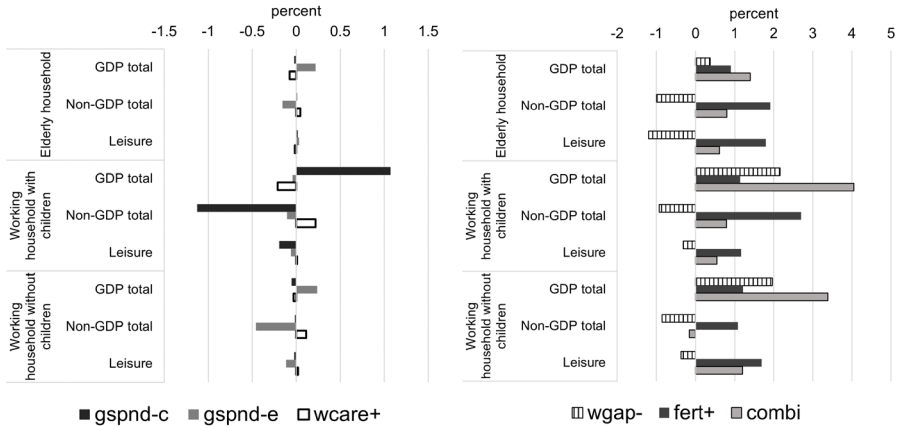 percent
-1.5 -1 -0.5 0 0.5 1 1.5
Elderly household
GDP total
Non-GDP total
Leisure
Working
household with
children
GDP total
Non-GDP total
Leisure
Working
household without
children
GDP total
Non-GDP total
Leisure
gspnd-c gspnd-e wcare+
percent
-2 -1 0 1 2 3 4 5
Elderly household
GDP total
Non-GDP total
Leisure
Working
household with
children
GDP total
Non-GDP total
Leisure
Working
household without
children
GDP total
Non-GDP total
Leisure
wgap- fert+ combi